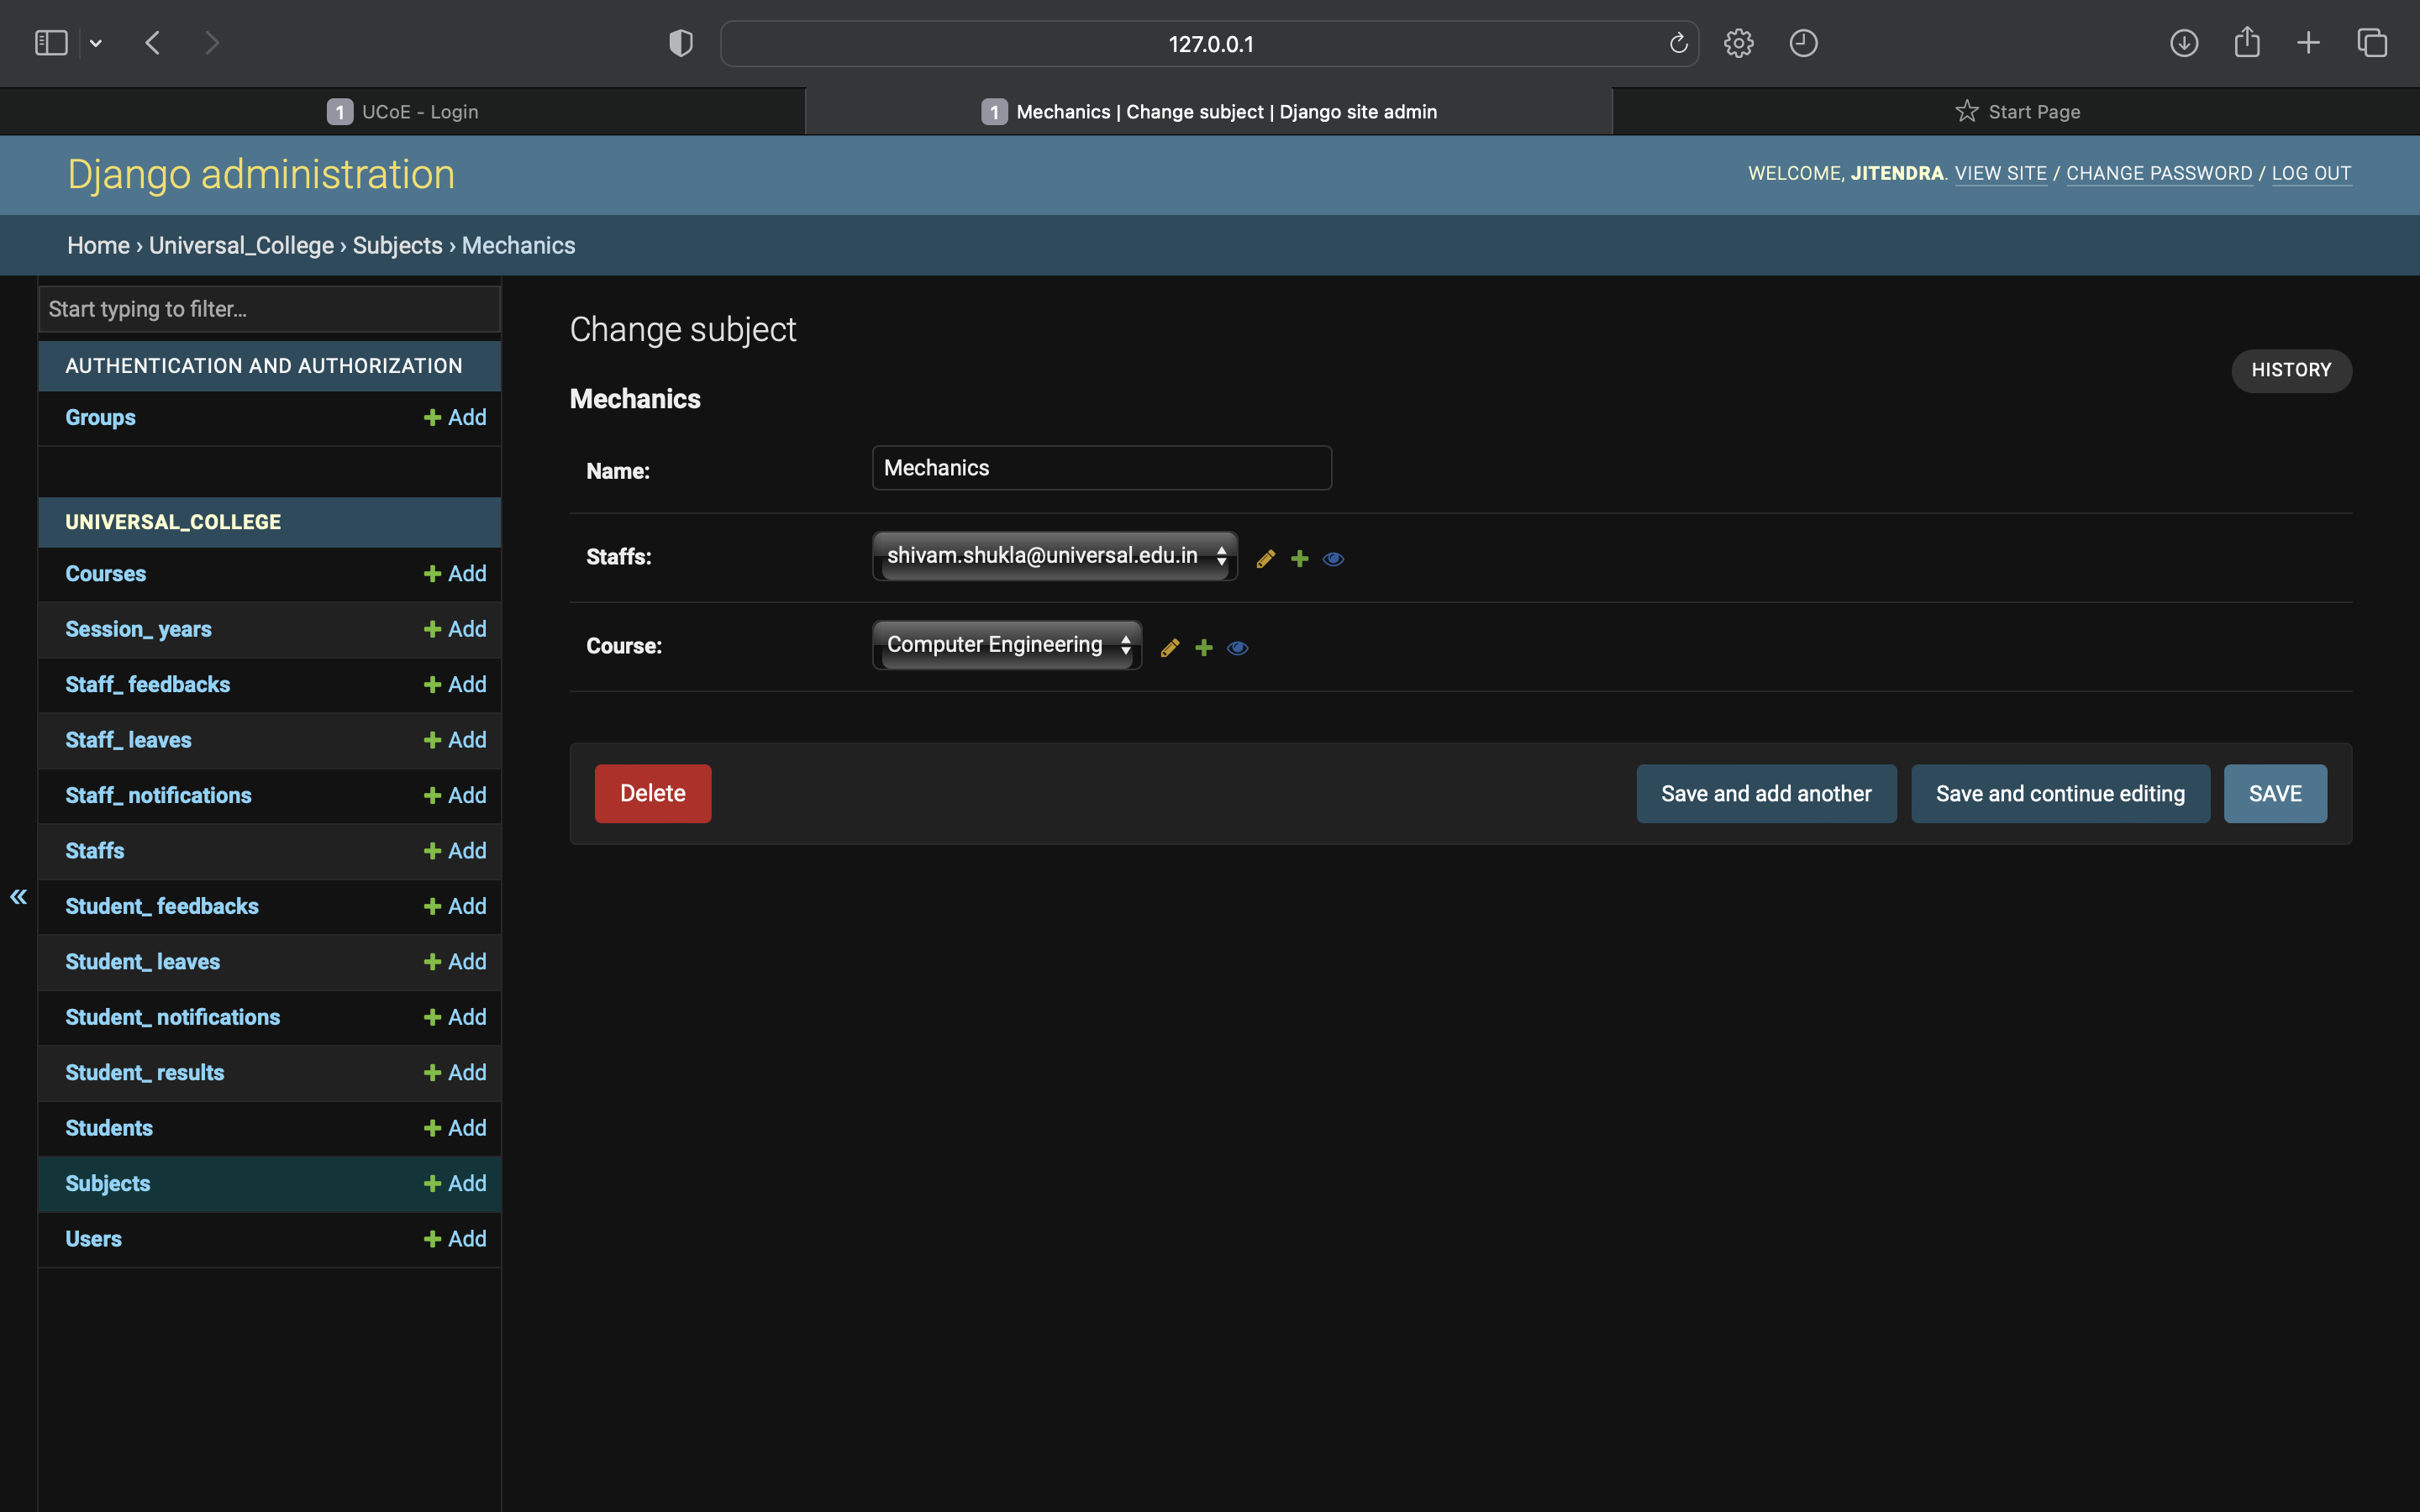 127.0.0.1
1 UCoE - Login
1 Mechanics | Change subject | Django site admin
Start Page
Django administration
WELCOME, JITENDRA. VIEW SITE / CHANGE PASSWORD / LOG OUT
Home › Universal_College › Subjects › Mechanics
Start typing to filter...
AUTHENTICATION AND AUTHORIZATION
Groups + Add
UNIVERSAL_COLLEGE
Courses + Add
Session_ years + Add
Staff_ feedbacks + Add
Staff_ leaves + Add
Staff_ notifications + Add
Staffs + Add
«
Student_ feedbacks + Add
Student_ leaves + Add
Student_ notifications + Add
Student_ results + Add
Students + Add
Subjects + Add
Users + Add
Change subject
HISTORY
Mechanics
Name: Mechanics
Staffs: shivam.shukla@universal.edu.in
Course: Computer Engineering
Delete Save and add another Save and continue editing SAVE